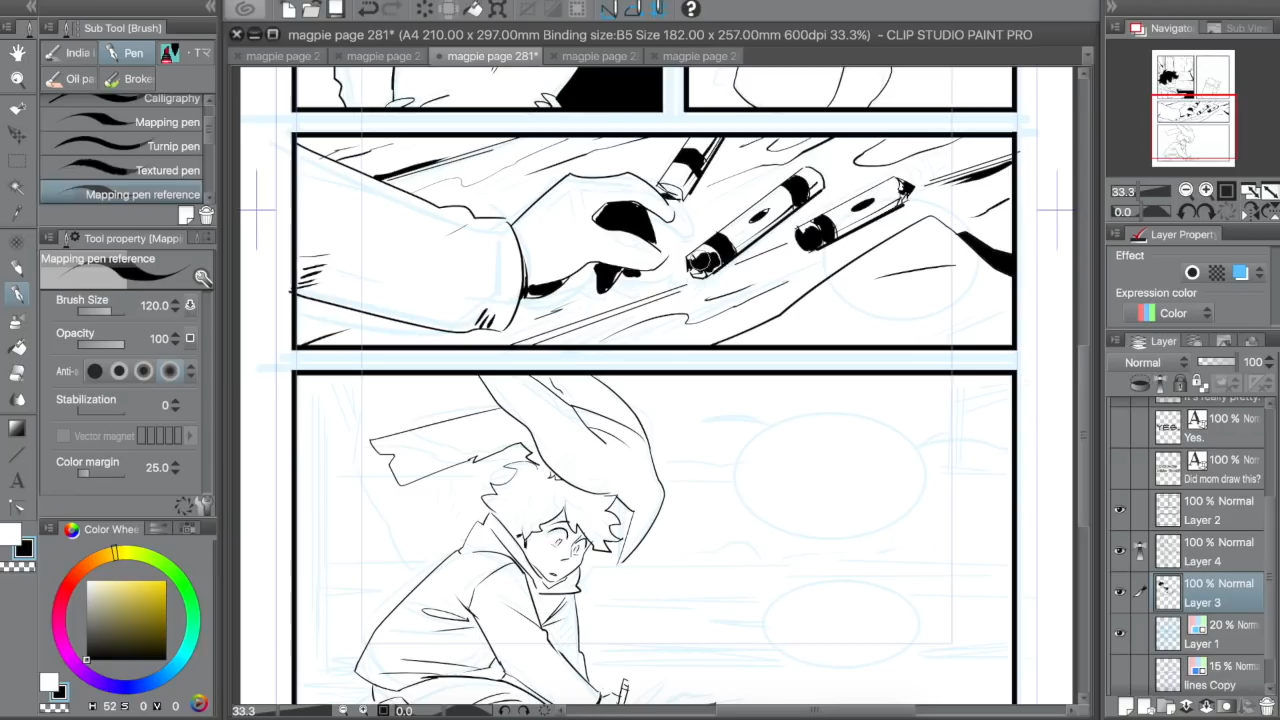 Sub Tool [Brush]
magpie page 281* (A4 210.00 x 297.00mm Binding size:B5 Size 182.00 x 257.00mm 600dpi 33.3%) - CLIP STUDIO PAINT PRO
Navigato
Sub Vie
India
Pen
magpie page 2
magpie page 2
magpie page 281*
magpie page 2
magpie page 2
Oil pa
Broke
Calligraphy
Mapping pen
Turnip pen
Textured pen
Mapping pen reference
33.3
0.0
Tool property [Mappi
Layer Property
Mapping pen reference
Effect
Brush Size 120.0
Expression color
Color
Opacity 100
Layer
Anti-
Normal 100
Stabilization 0
it's really pretty.
100 % Nor
Yes.
Vector magnet
100 % Nor
Did mom draw this?
Color margin 25.0
100 % Normal
Layer 2
Color Whee
100 % Normal
Layer 4
100 % Normal
Layer 3
20 % Norm
Layer 1
15 % Norma
lines Copy
H 52 S 0 V 0
33.3 0.0